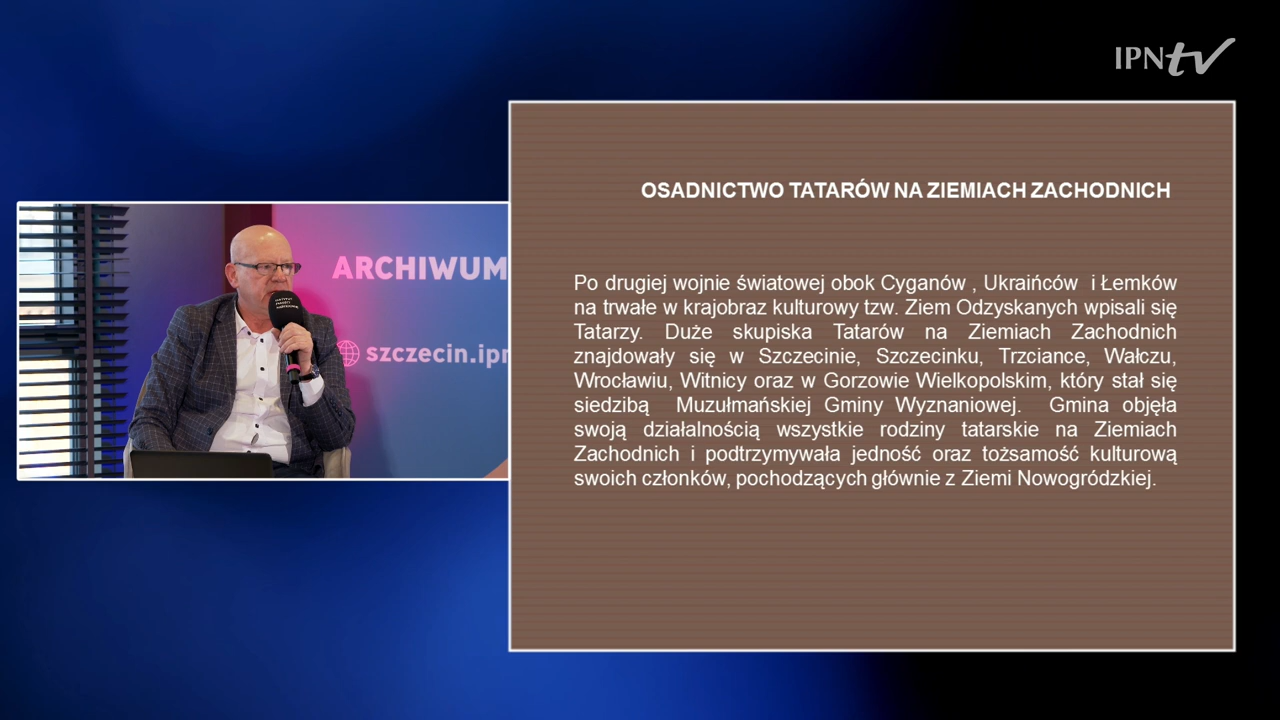 IPNtv
OSADNICTWO TATARÓW NA ZIEMIACH ZACHODNICH
Po drugiej wojnie światowej obok Cyganów , Ukraińców i Łemków
na trwałe w krajobraz kulturowy tzw. Ziem Odzyskanych wpisali się
Tatarzy. Duże skupiska Tatarów na Ziemiach Zachodnich
znajdowały się w Szczecinie, Szczecinku, Trzciance, Wałczu,
Wrocławiu, Witnicy oraz w Gorzowie Wielkopolskim, który stał się
siedzibą Muzułmańskiej Gminy Wyznaniowej. Gmina objęła
swoją działalnością wszystkie rodziny tatarskie na Ziemiach
Zachodnich i podtrzymywała jedność oraz tożsamość kulturową
swoich członków, pochodzących głównie z Ziemi Nowogródzkiej.
ARCHIWUM
szczecin.ipn